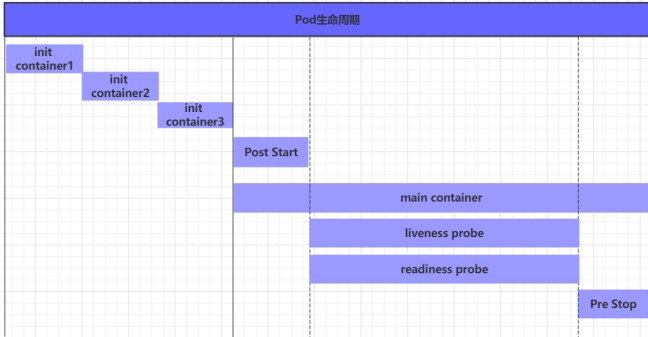 Pod生命周期
init
container1
init
container2
init
container3
Post Start
main container
liveness probe
readiness probe
Pre Stop